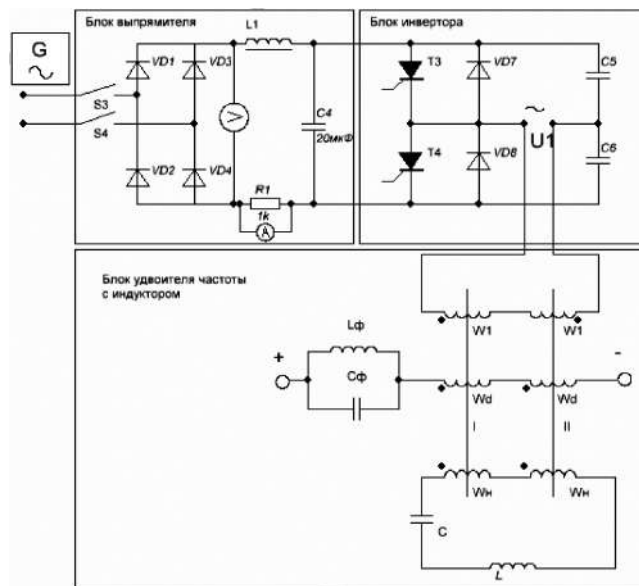 Блок выпрямителя
L1
Блок инвертора
G
VD1
VD3
T3
VD7
C5
S3
V
C4
20мкФ
~
U1
S4
T4
VD8
C6
VD2
VD4
R1
1k
A
Блок удвоителя частоты
с индуктором
W1
W1
Lф
+
Cф
-
Wd
Wd
I
II
Wн
Wн
C
L